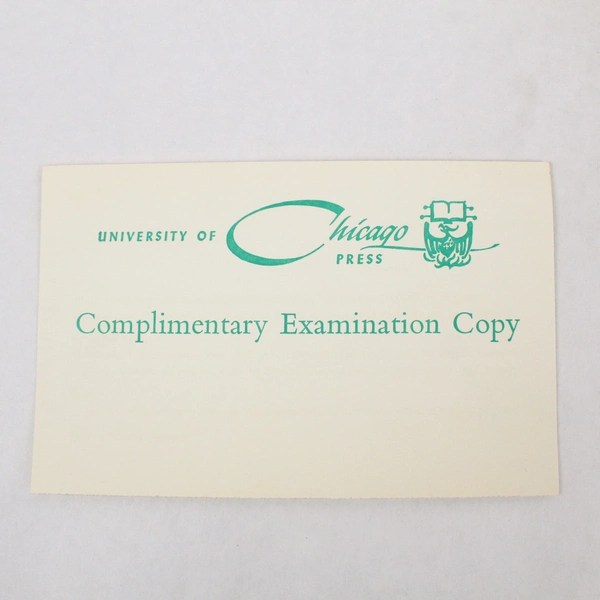 UNIVERSITY OF Chicago
PRESS
Complimentary Examination Copy